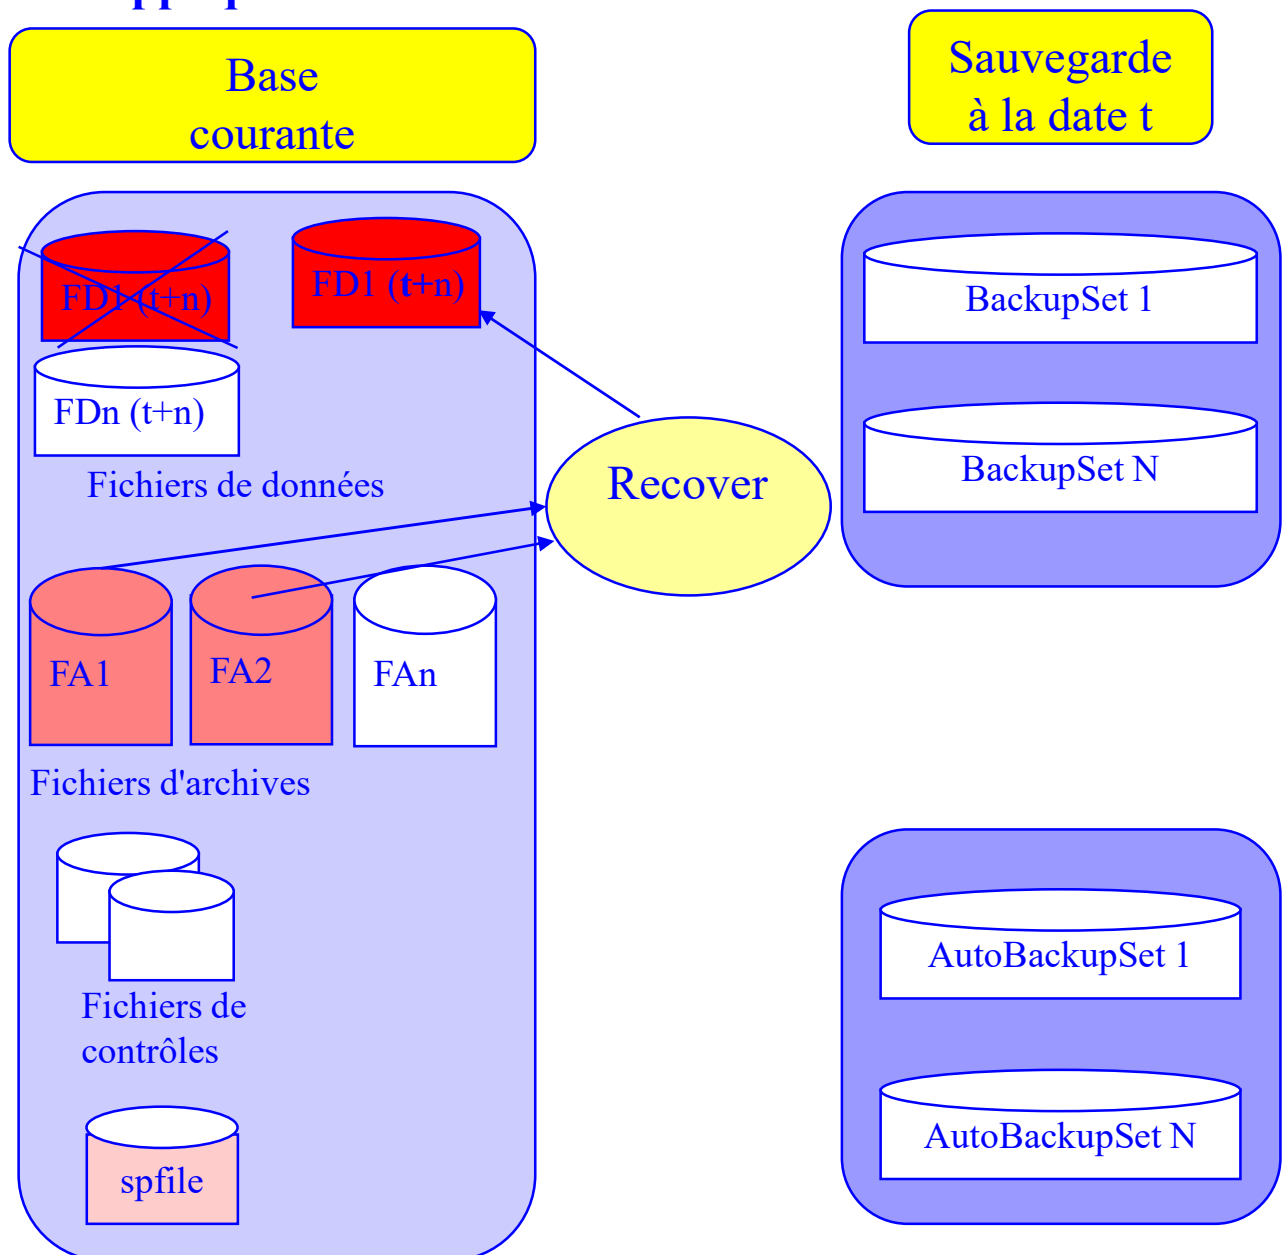 Base
courante
Sauvegarde
à la date t
FD1 (t+n)
FD1 (t+n)
FDn (t+n)
Fichiers de données
Recover
BackupSet 1
BackupSet N
FA1
FA2
FAn
Fichiers d'archives
Fichiers de
contrôles
spfile
AutoBackupSet 1
AutoBackupSet N